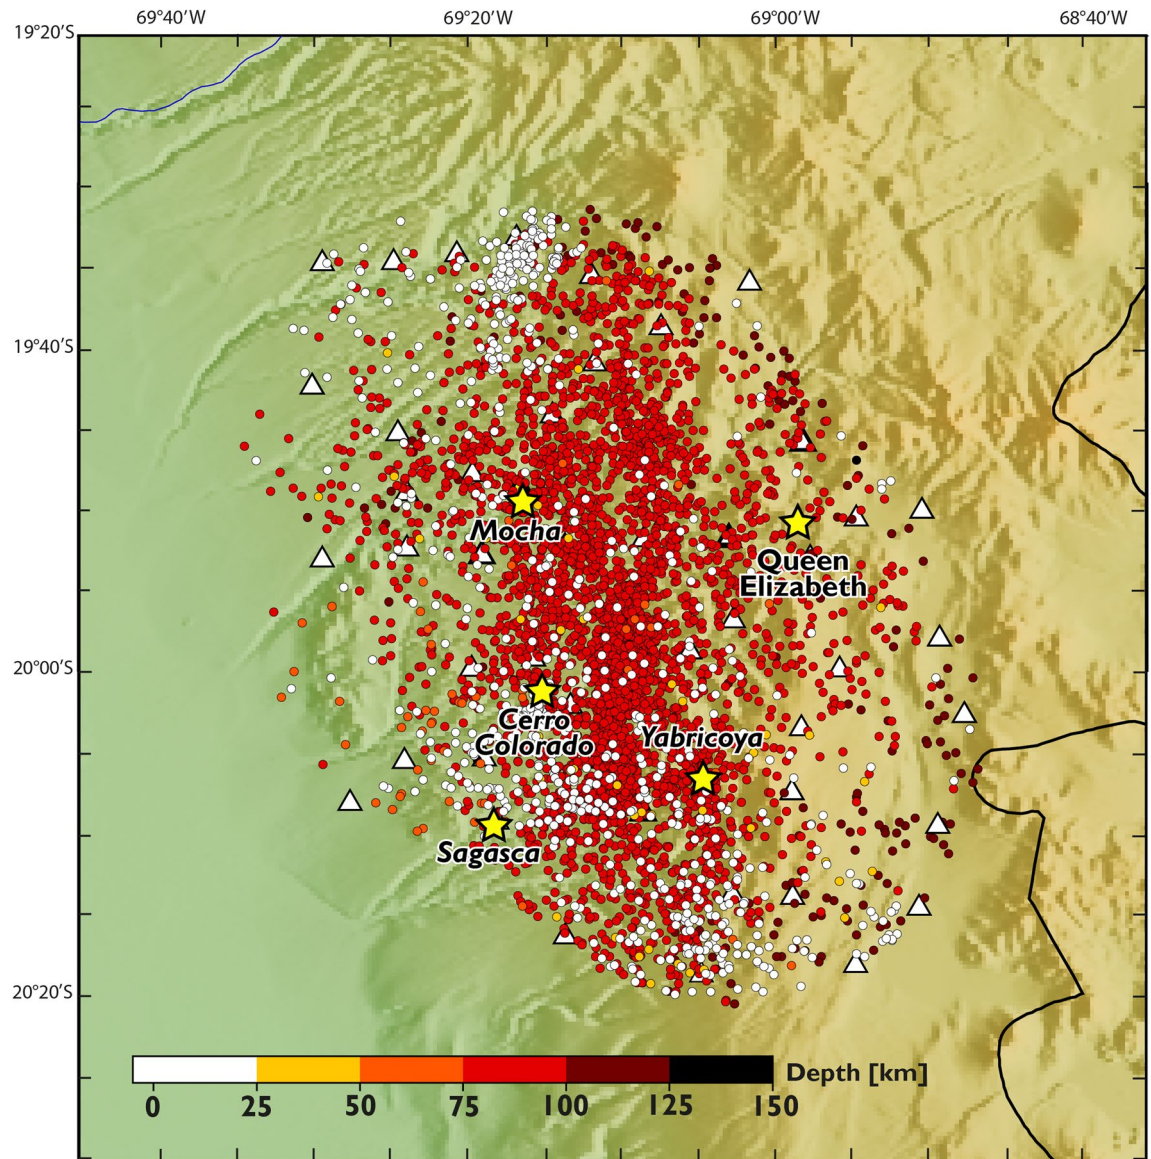 69°40′W 69°20′W 69°00′W 68°40′W
19°20′S
19°40′S
Mocha
Queen
Elizabeth
20°00′S
Cerro
Colorado
Yabricoya
Sagasca
20°20′S
Depth [km]
0 25 50 75 100 125 150